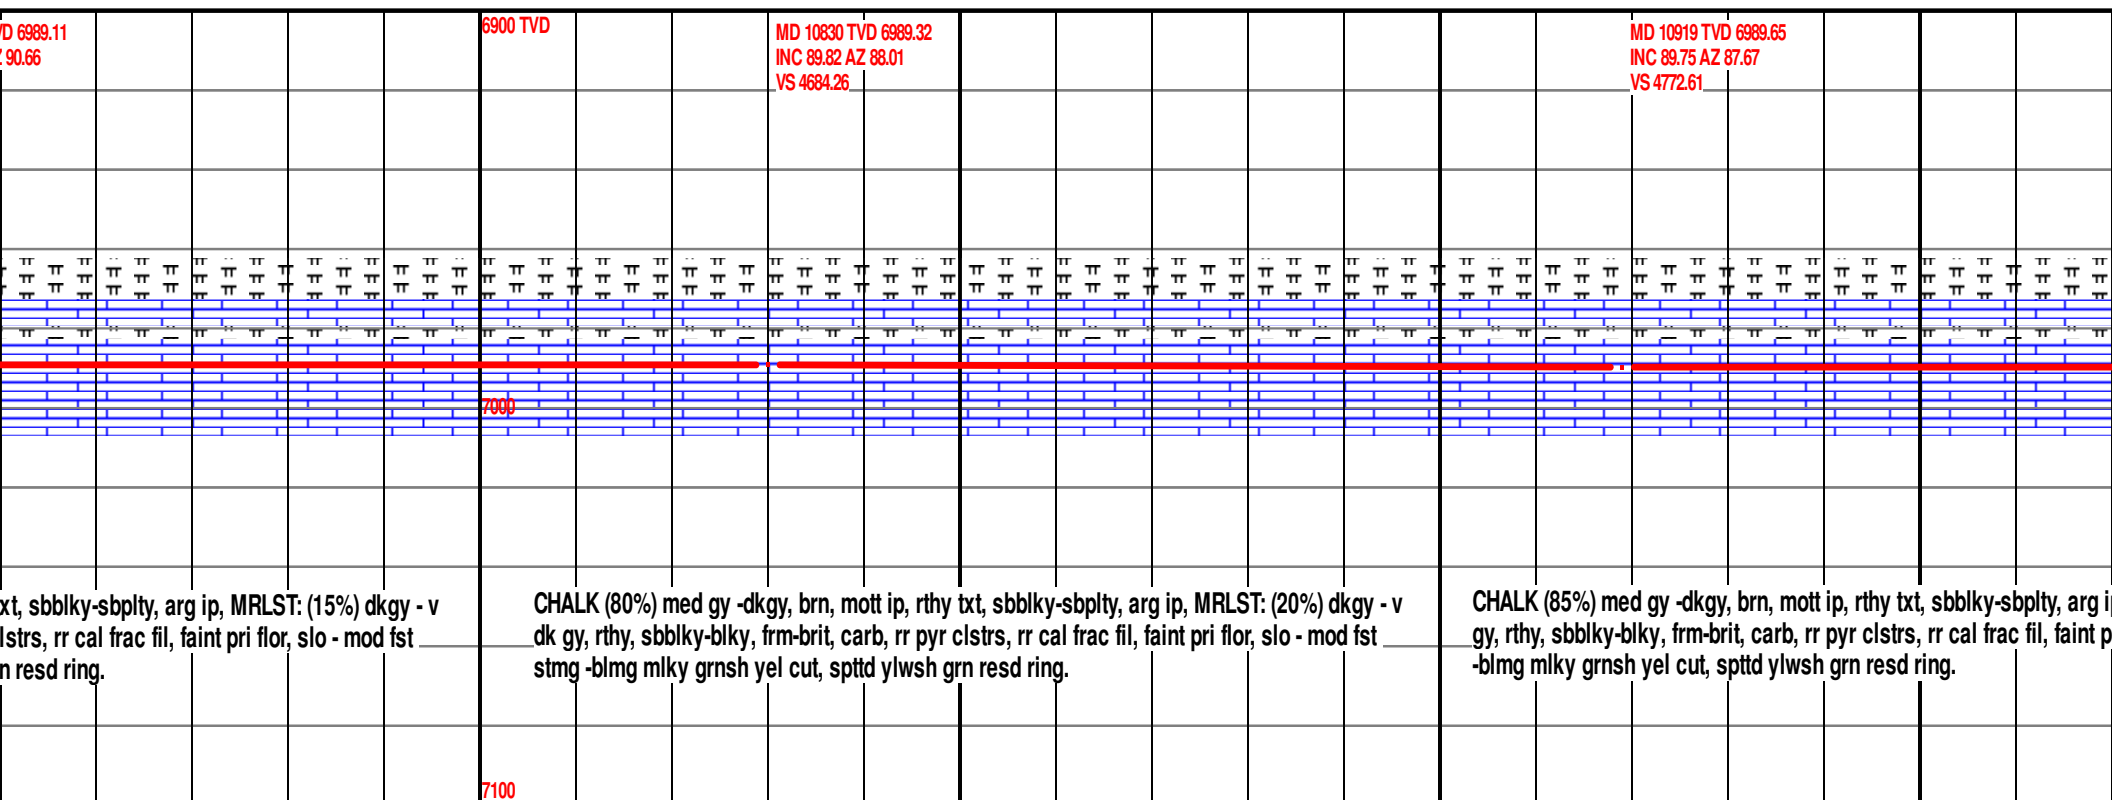 VD 6989.11
Z 90.66
6900 TVD
MD 10830 TVD 6989.32
INC 89.82 AZ 88.01
VS 4684.26
MD 10919 TVD 6989.65
INC 89.75 AZ 87.67
VS 4772.61
7000
xt, sbblky-sbplty, arg ip, MRLST: (15%) dkgy - v
lstrs, rr cal frac fil, faint pri flor, slo - mod fst
n resd ring.
CHALK (80%) med gy -dkgy, brn, mott ip, rthy txt, sbblky-sbplty, arg ip, MRLST: (20%) dkgy - v
dk gy, rthy, sbblky-blky, frm-brit, carb, rr pyr clstrs, rr cal frac fil, faint pri flor, slo - mod fst
stmg -blmg mlky grnsh yel cut, spttd ylwsh grn resd ring.
CHALK (85%) med gy -dkgy, brn, mott ip, rthy txt, sbblky-sbplty, arg ip
gy, rthy, sbblky-blky, frm-brit, carb, rr pyr clstrs, rr cal frac fil, faint p
-blmg mlky grnsh yel cut, spttd ylwsh grn resd ring.
7100